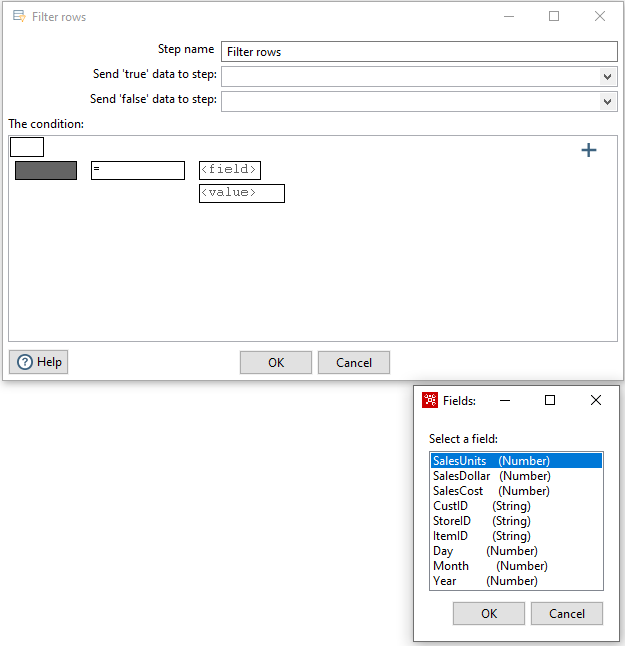 Filter rows
Step name Filter rows
Send 'true' data to step:
Send 'false' data to step:
The condition:
= <field>
<value>
Help OK Cancel
Fields:
Select a field:
SalesUnits (Number)
SalesDollar (Number)
SalesCost (Number)
CustID (String)
StoreID (String)
ItemID (String)
Day (Number)
Month (Number)
Year (Number)
OK Cancel